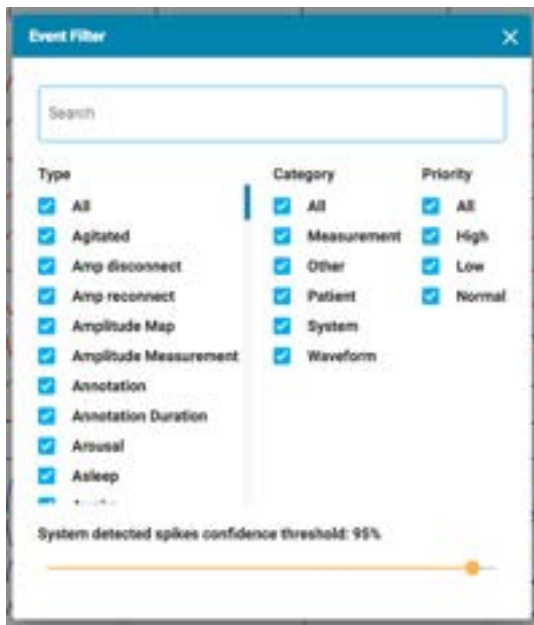 Event Filter
Search
Type
All
Agitated
Amp disconnect
Amp reconnect
Amplitude Map
Amplitude Measurement
Annotation
Annotation Duration
Arousal
Asleep
Category
All
Measurement
Other
Patient
System
Waveform
Priority
All
High
Low
Normal
System detected spikes confidence threshold: 95%